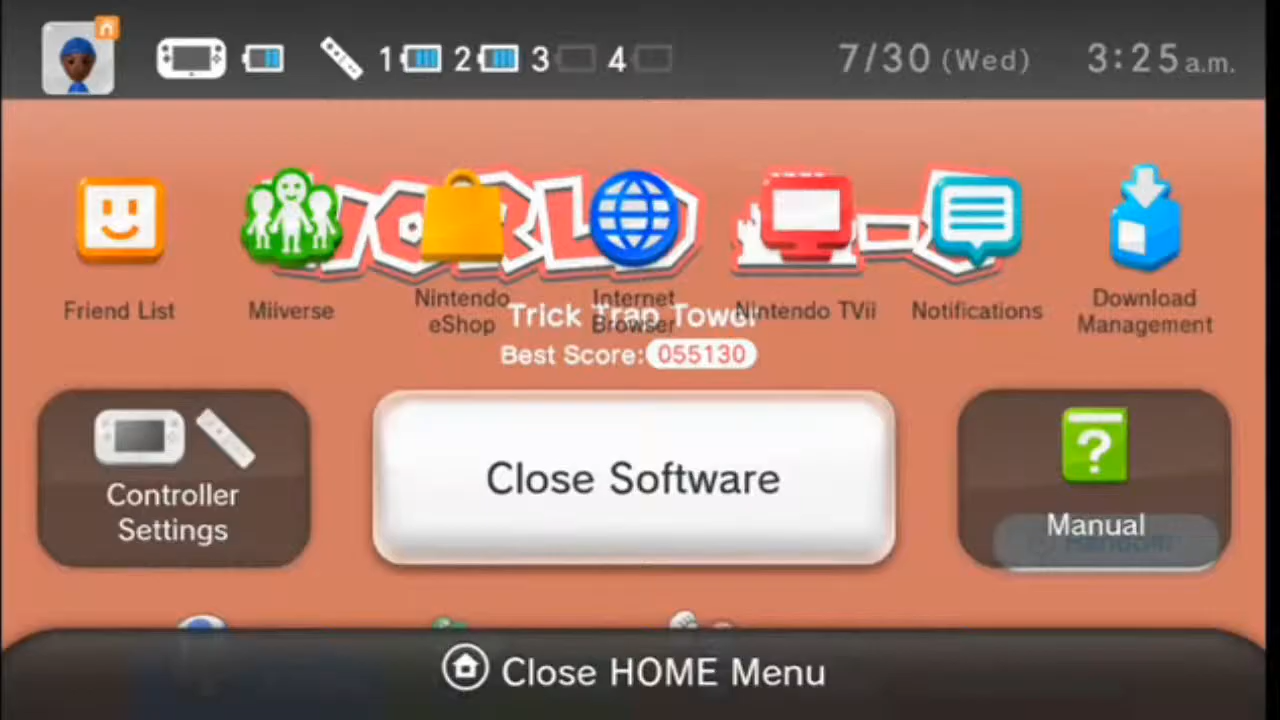 1 2 3 4 7/30 (Wed) 3:25 a.m.
WORLD
Friend List
Miiverse
Nintendo
eShop
Internet
Browser
Nintendo TVii
Notifications
Download
Management
Trick Trap Tower
Best Score: 055130
Controller
Settings
Close Software
?
Manual
Close HOME Menu